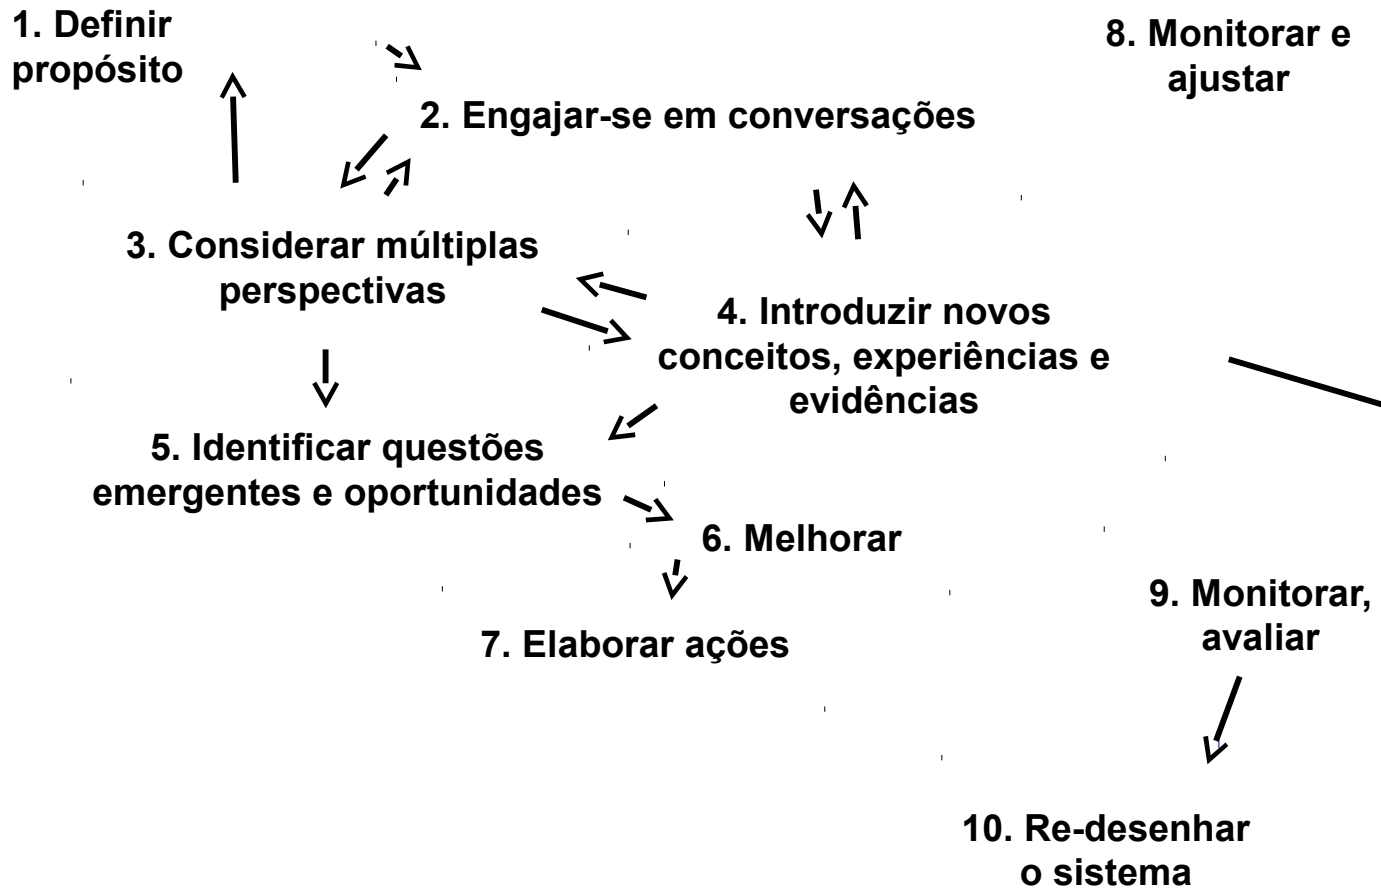 1. Definir
propósito
8. Monitorar e
ajustar
2. Engajar-se em conversações
3. Considerar múltiplas
perspectivas
4. Introduzir novos
conceitos, experiências e
evidências
5. Identificar questões
emergentes e oportunidades
6. Melhorar
7. Elaborar ações
9. Monitorar,
avaliar
10. Re-desenhar
o sistema